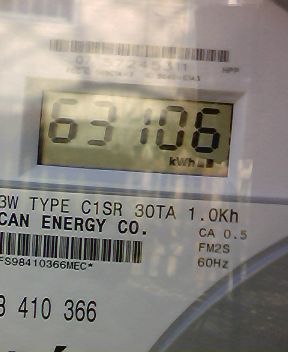 63106
kWh
3W TYPE C1SR 30TA 1.0Kh
CAN ENERGY CO.
CA 0.5
FM2S
FS98410366MEC*
60Hz
3 410 366